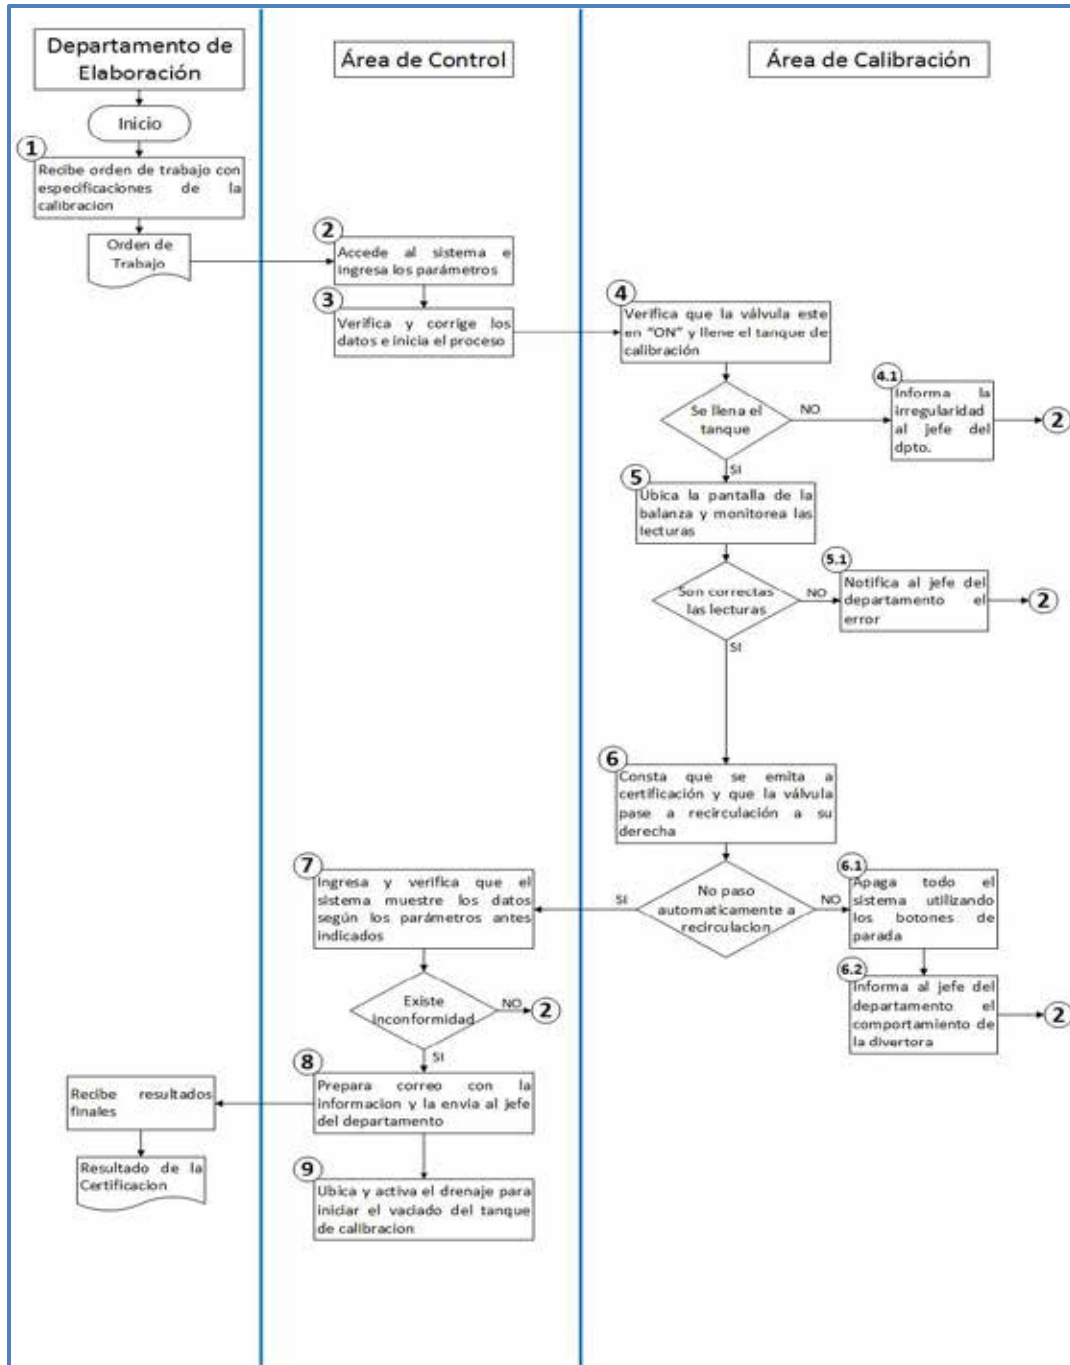 Departamento de
Elaboración
Área de Control
Área de Calibración
Inicio
1
Recibe orden de trabajo con
especificaciones de la
calibracion
Orden de
Trabajo
2
Accede al sistema e
ingresa los parámetros
3
Verifica y corrige los
datos e inicia el proceso
4
Verifica que la válvula este
en "ON" y llene el tanque de
calibración
Se llena el
tanque
NO
4.1
Informa la
irregularidad
al jefe del
dpto.
2
SI
5
Ubica la pantalla de la
balanza y monitorea las
lecturas
Son correctas
las lecturas
NO
5.1
Notifica al jefe del
departamento el
error
2
SI
6
Consta que se emita a
certificación y que la válvula
pase a recirculación a su
derecha
No paso
automaticamente a
recirculacion
SI
NO
6.1
Apaga todo el
sistema utilizando
los botones de
parada
6.2
Informa al jefe del
departamento el
comportamiento de
la divertora
2
7
Ingresa y verifica que el
sistema muestre los datos
según los parámetros antes
indicados
Existe
inconformidad
NO
2
SI
8
Prepara correo con la
informacion y la envia al jefe
del departamento
Recibe resultados
finales
Resultado de la
Certificacion
9
Ubica y activa el drenaje para
iniciar el vaciado del tanque
de calibracion